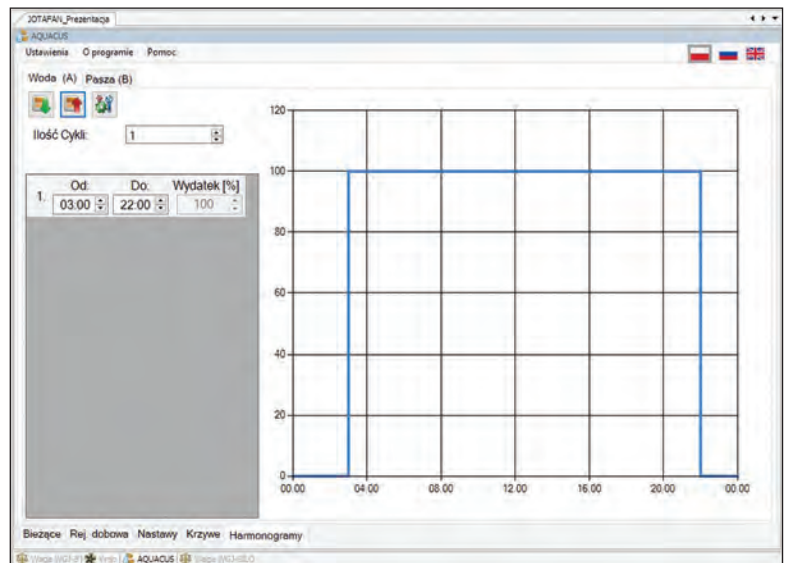 JOTAFAN_Prezentacja
AQUACUS
Ustawienia O programie Pomoc
Woda (A) Pasza (B)
Ilość Cykli: 1
Od: Do: Wydatek [%]
1. 03:00 22:00 100
120
100
80
60
40
20
0
00:00 04:00 08:00 12:00 16:00 20:00 00:00
Bieżące Rej. dobowa Nastawy Krzywe Harmonogramy
AQUACUS